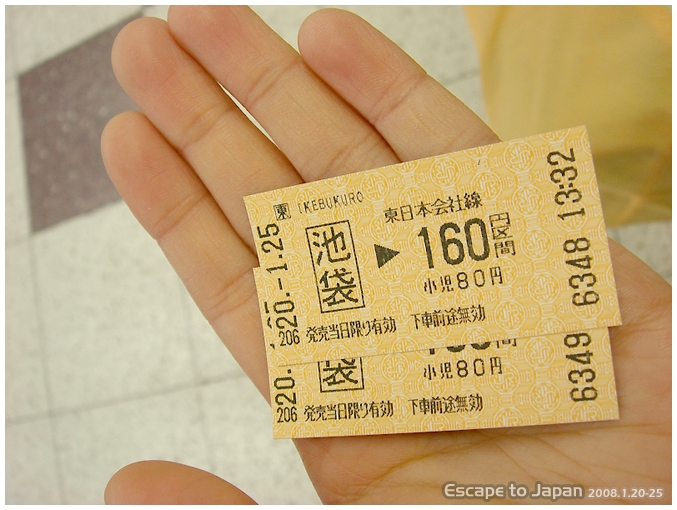 東 IKEBUKURO
東日本会社線
池袋 ▶ 160円区間
小児80円
20.-1.25
13:32
6348
206 発売当日限り有効 下車前途無効
20.
袋
小児80円
6349
206 発売当日限り有効 下車前途無効
Escape to Japan 2008.1.20-25